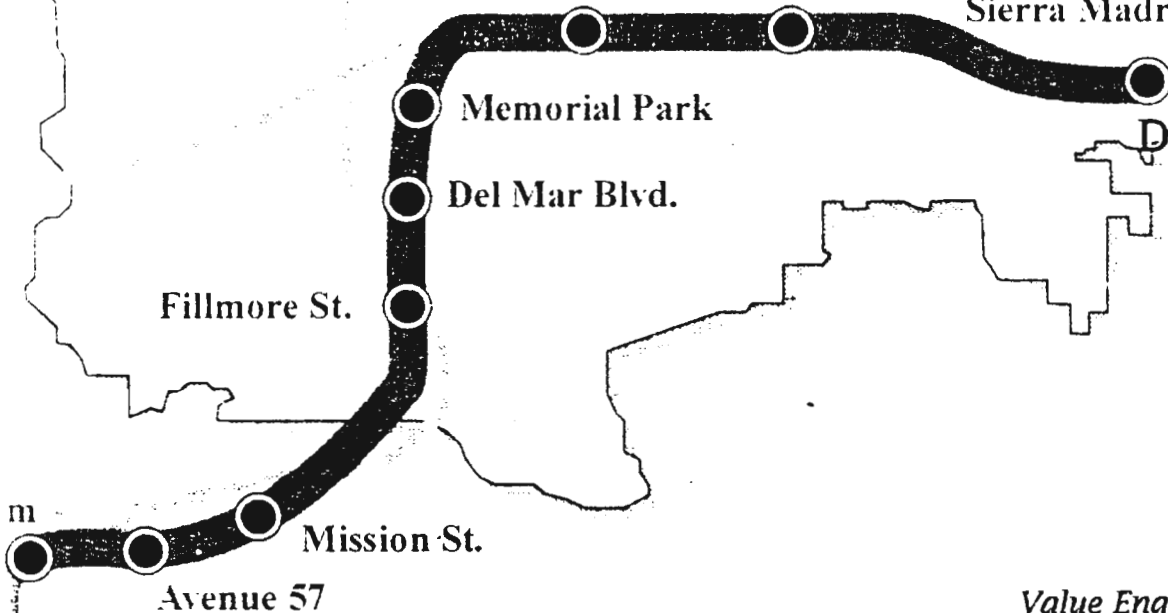 Sierra Madr
Memorial Park
D
Del Mar Blvd.
Fillmore St.
m
Mission St.
Avenue 57
Value Eng